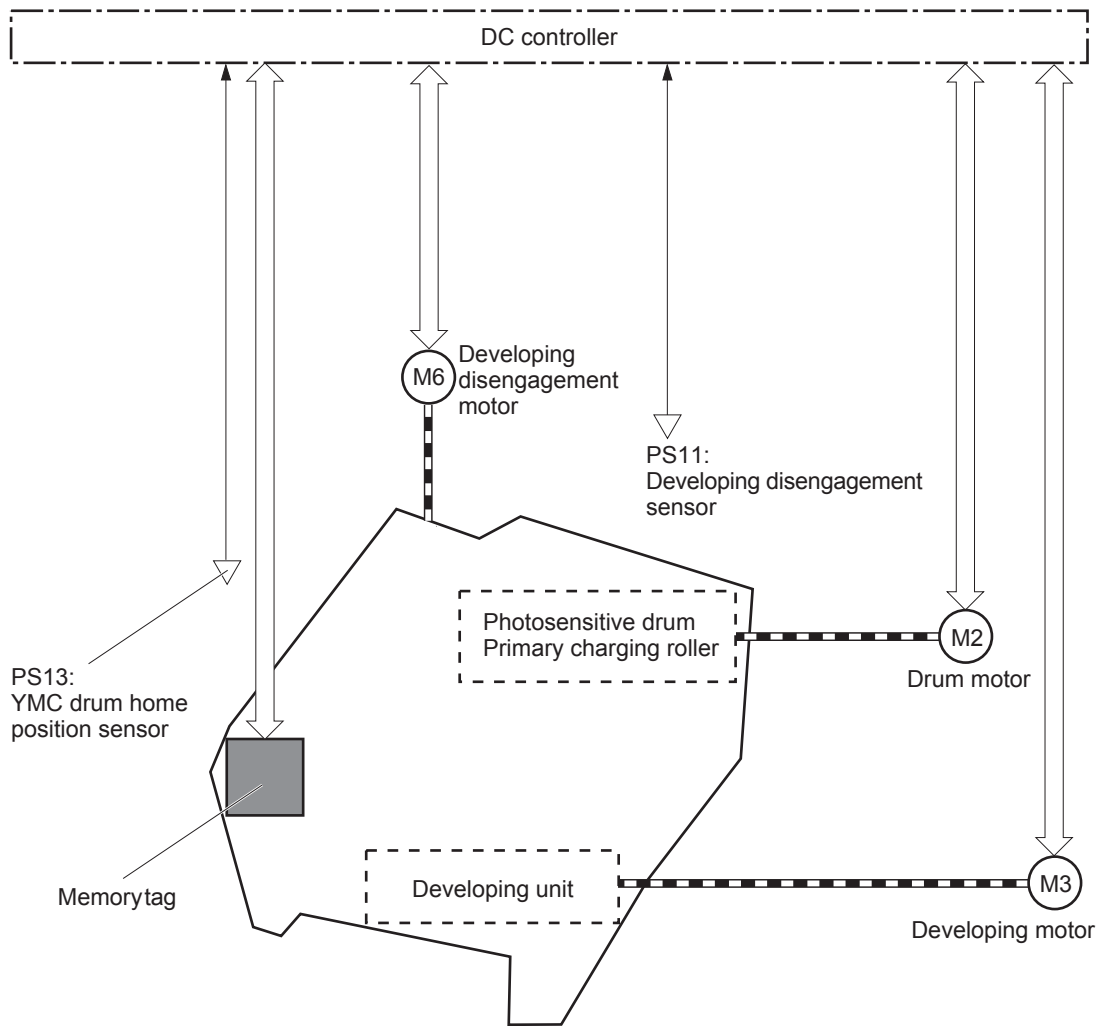 DC controller
M6
Developing
disengagement
motor
PS11:
Developing disengagement
sensor
Photosensitive drum
Primary charging roller
M2
Drum motor
PS13:
YMC drum home
position sensor
Memorytag
Developing unit
M3
Developing motor